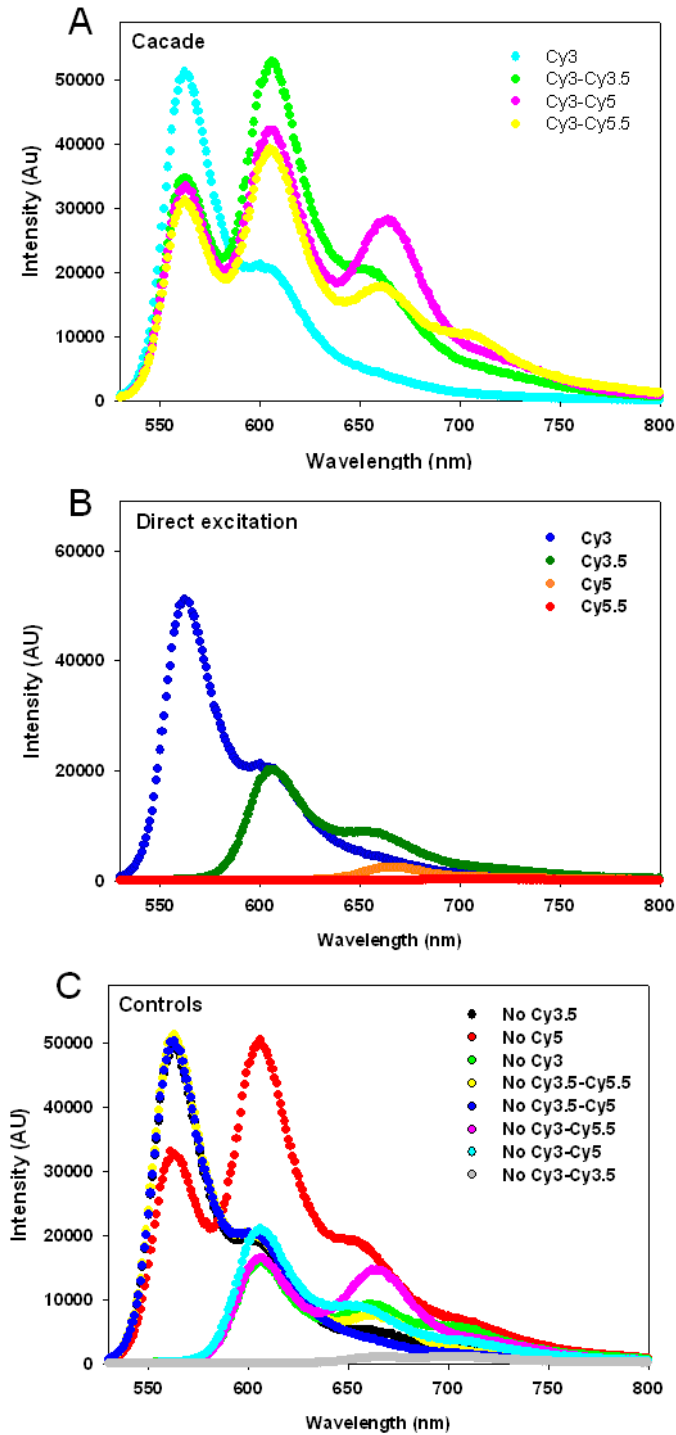 A
Cacade
Cy3
Cy3-Cy3.5
Cy3-Cy5
Cy3-Cy5.5
50000
40000
30000
20000
10000
0
Intensity (Au)
550 600 650 700 750 800
Wavelength (nm)
B
Direct excitation
Cy3
Cy3.5
Cy5
Cy5.5
60000
40000
20000
0
Intensity (AU)
550 600 650 700 750 800
Wavelength (nm)
C
Controls
No Cy3.5
No Cy5
No Cy3
No Cy3.5-Cy5.5
No Cy3.5-Cy5
No Cy3-Cy5.5
No Cy3-Cy5
No Cy3-Cy3.5
50000
40000
30000
20000
10000
0
Intensity (AU)
550 600 650 700 750 800
Wavelength (nm)